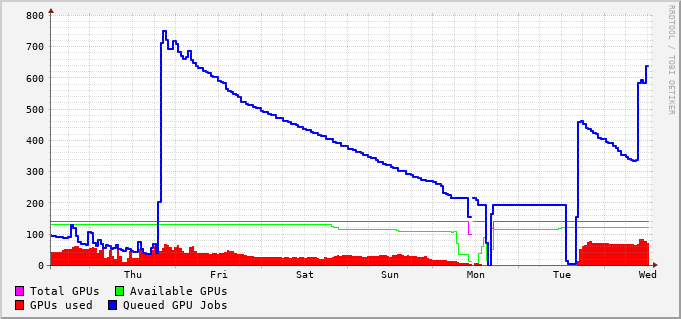 800
700
600
500
400
300
200
100
0
Thu Fri Sat Sun Mon Tue Wed
Total GPUs Available GPUs
GPUs used Queued GPU Jobs
RRDTOOL / TOBI OETIKER